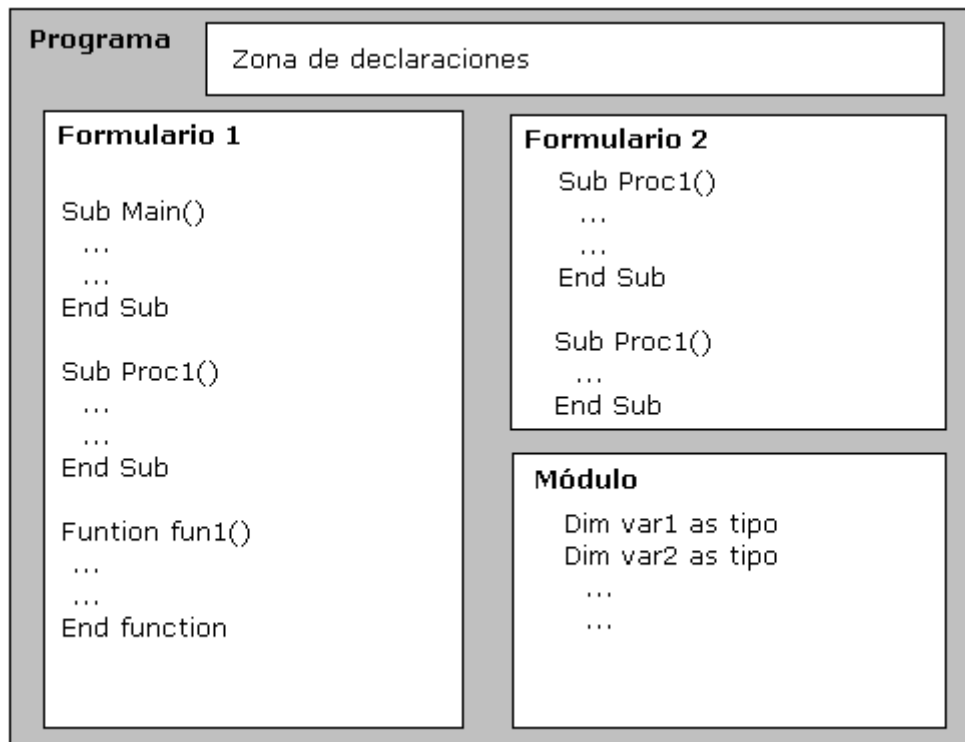 Programa
Zona de declaraciones
Formulario 1
Sub Main()
...
...
End Sub
Sub Proc1()
...
...
End Sub
Funtion fun1()
...
...
End function
Formulario 2
Sub Proc1()
...
...
End Sub
Sub Proc1()
...
End Sub
Módulo
Dim var1 as tipo
Dim var2 as tipo
...
...